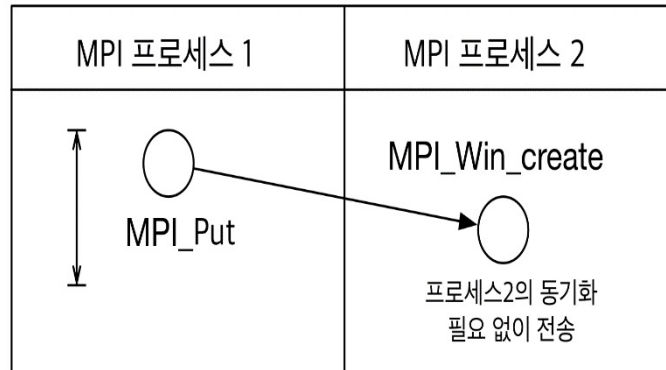 MPI 프로세스 1
MPI 프로세스 2
MPI_Win_create
MPI_Put
프로세스2의 동기화
필요 없이 전송